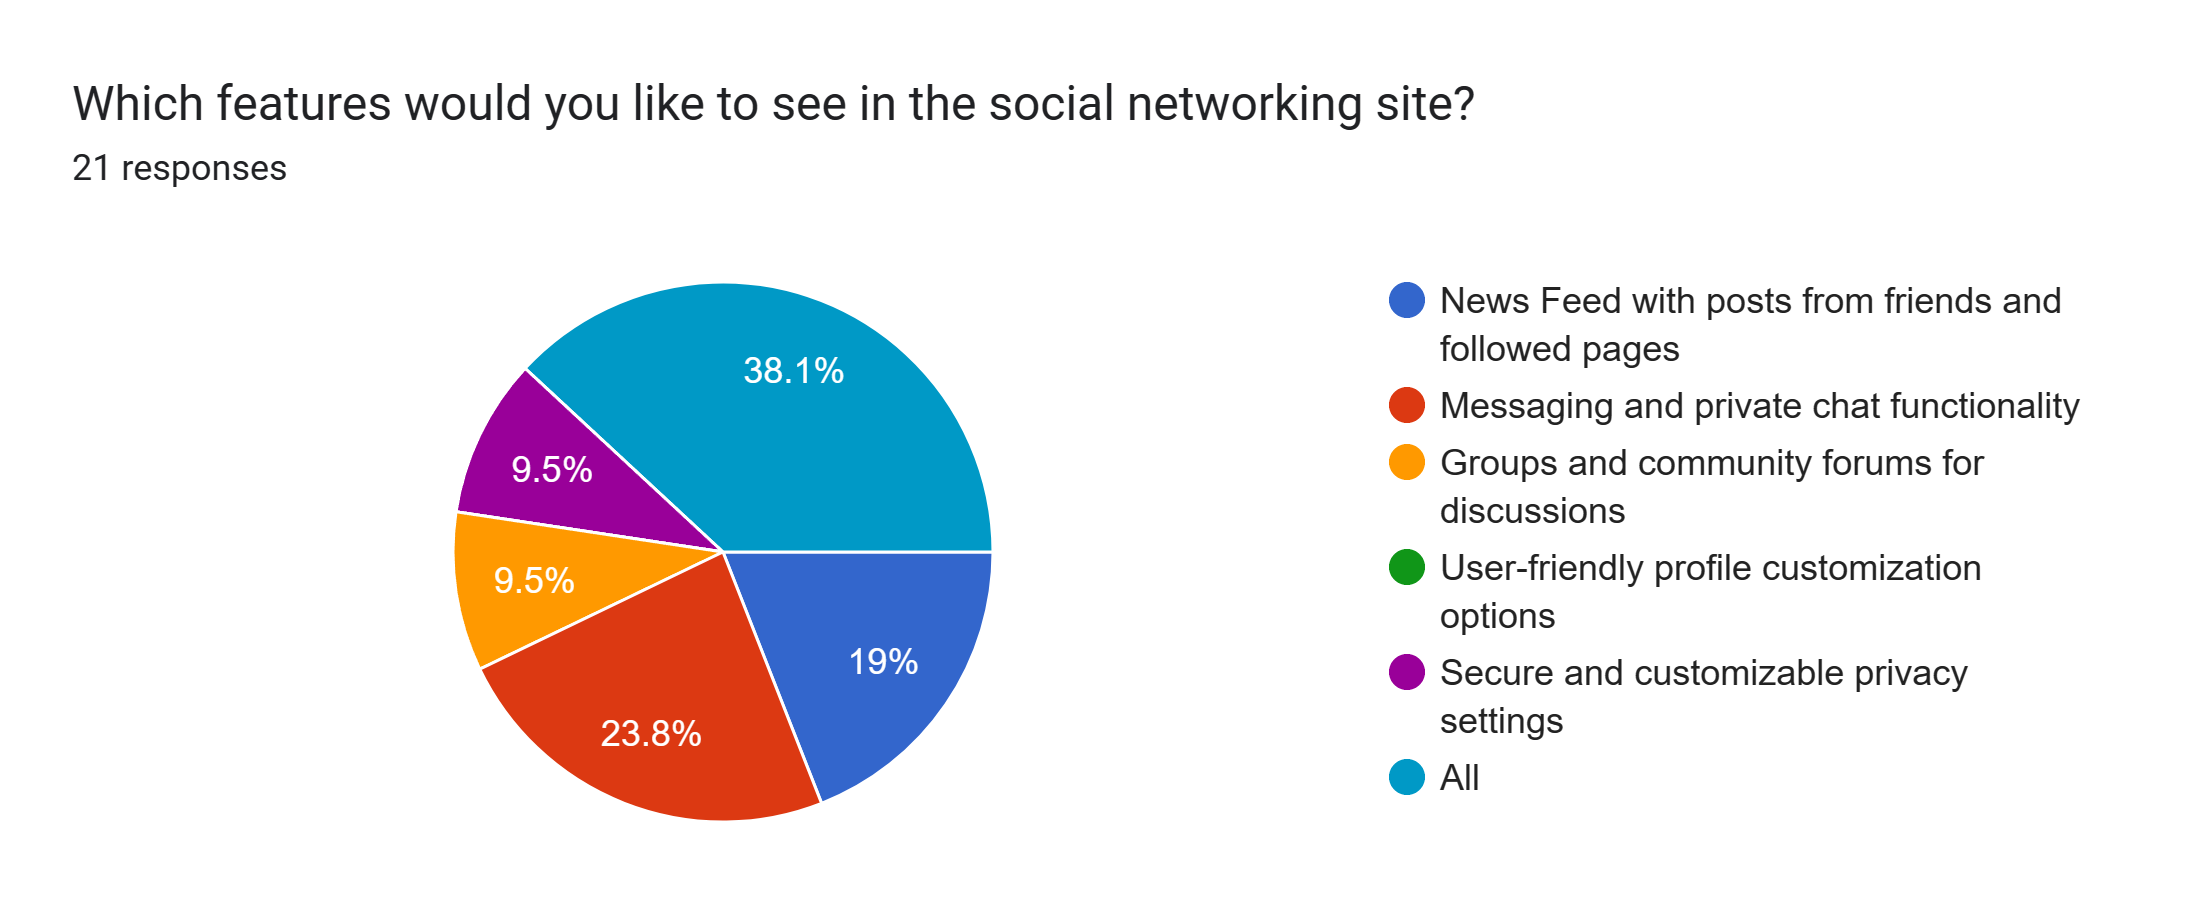 Which features would you like to see in the social networking site?
21 responses
38.1%
9.5%
9.5%
19%
23.8%
News Feed with posts from friends and
followed pages
Messaging and private chat functionality
Groups and community forums for
discussions
User-friendly profile customization
options
Secure and customizable privacy
settings
All